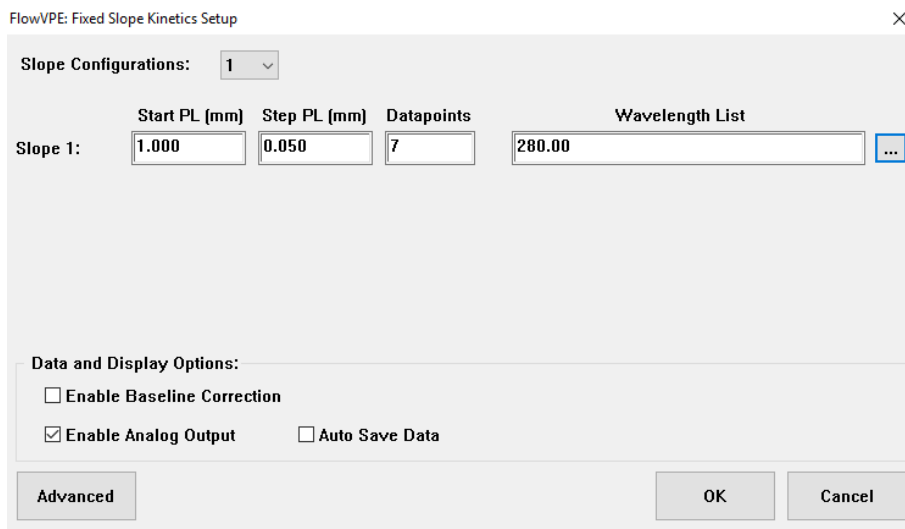 FlowVPE: Fixed Slope Kinetics Setup
Slope Configurations: 1
Start PL (mm) Step PL (mm) Datapoints Wavelength List
Slope 1: 1.000 0.050 7 280.00 ...
Data and Display Options:
Enable Baseline Correction
Enable Analog Output Auto Save Data
Advanced OK Cancel